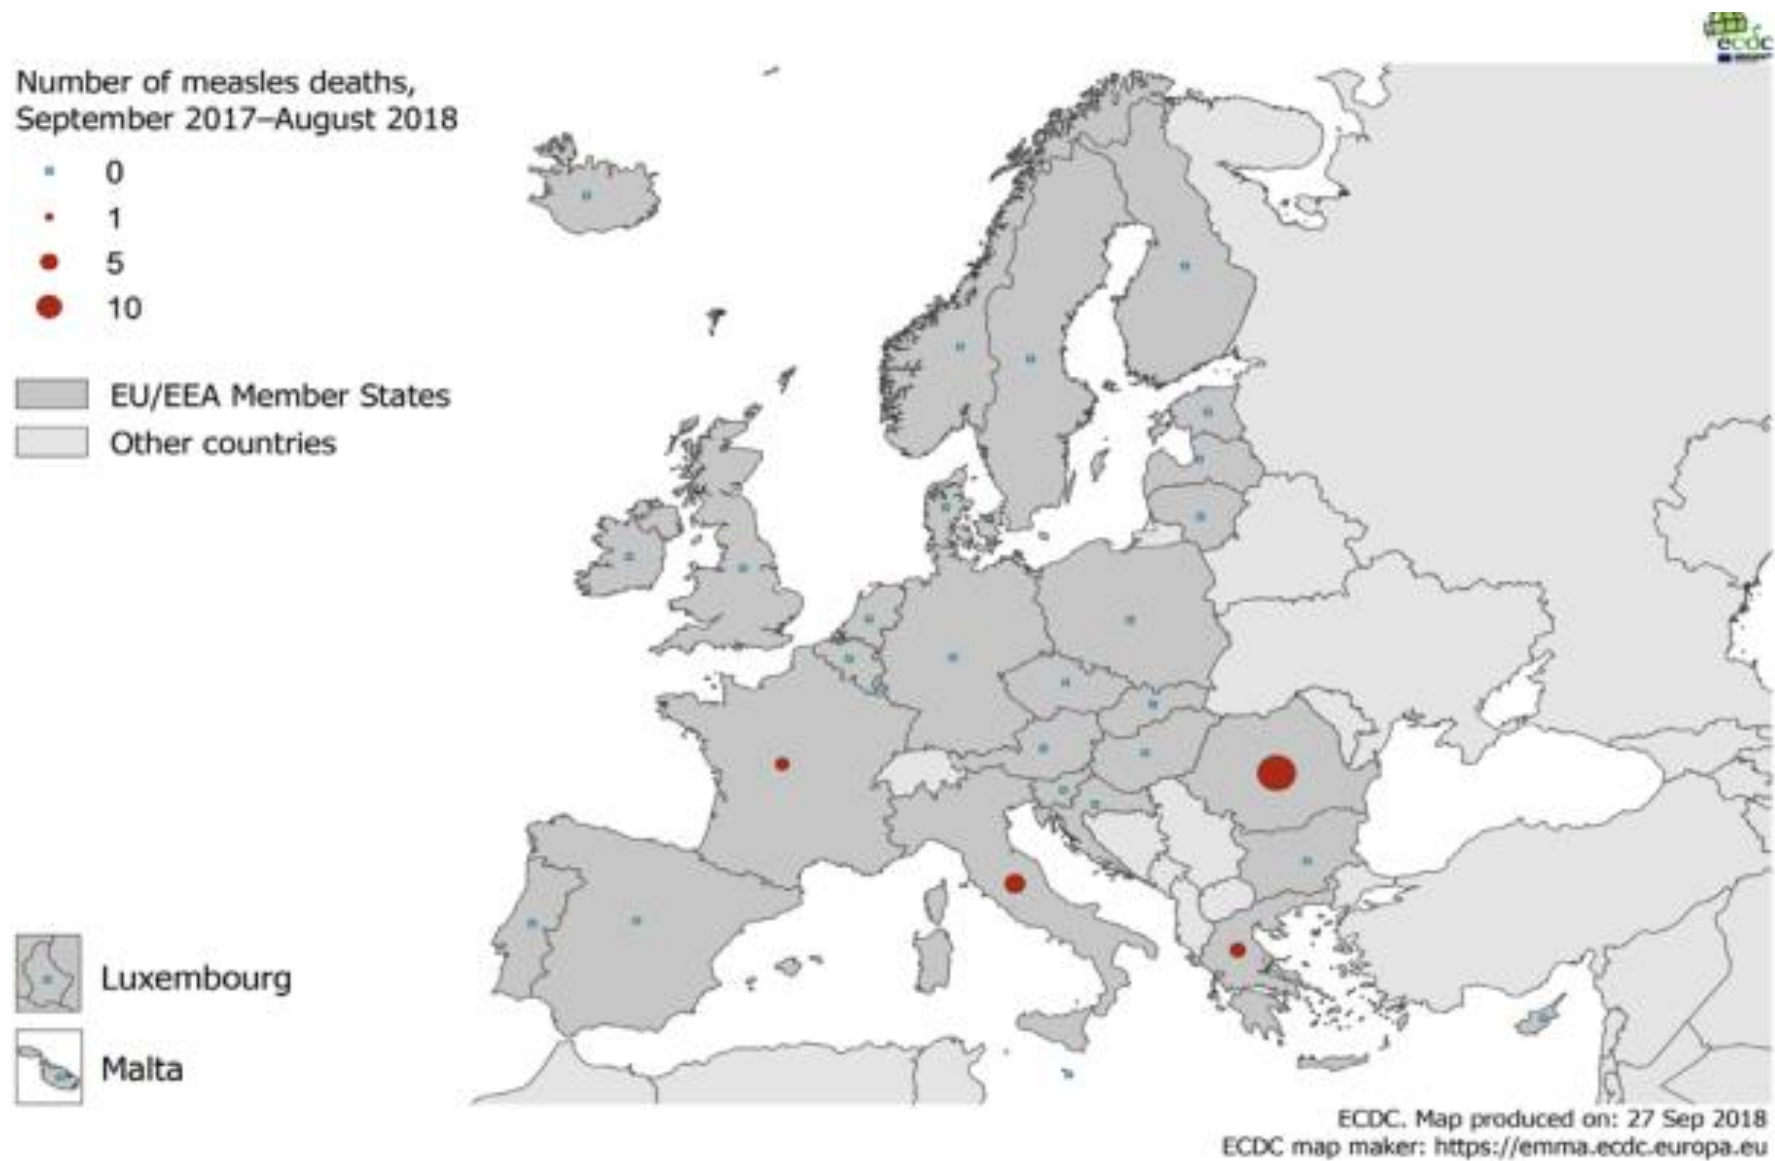 ecdc
Number of measles deaths,
September 2017–August 2018
0
1
5
10
EU/EEA Member States
Other countries
Luxembourg
Malta
ECDC. Map produced on: 27 Sep 2018
ECDC map maker: https://emma.ecdc.europa.eu